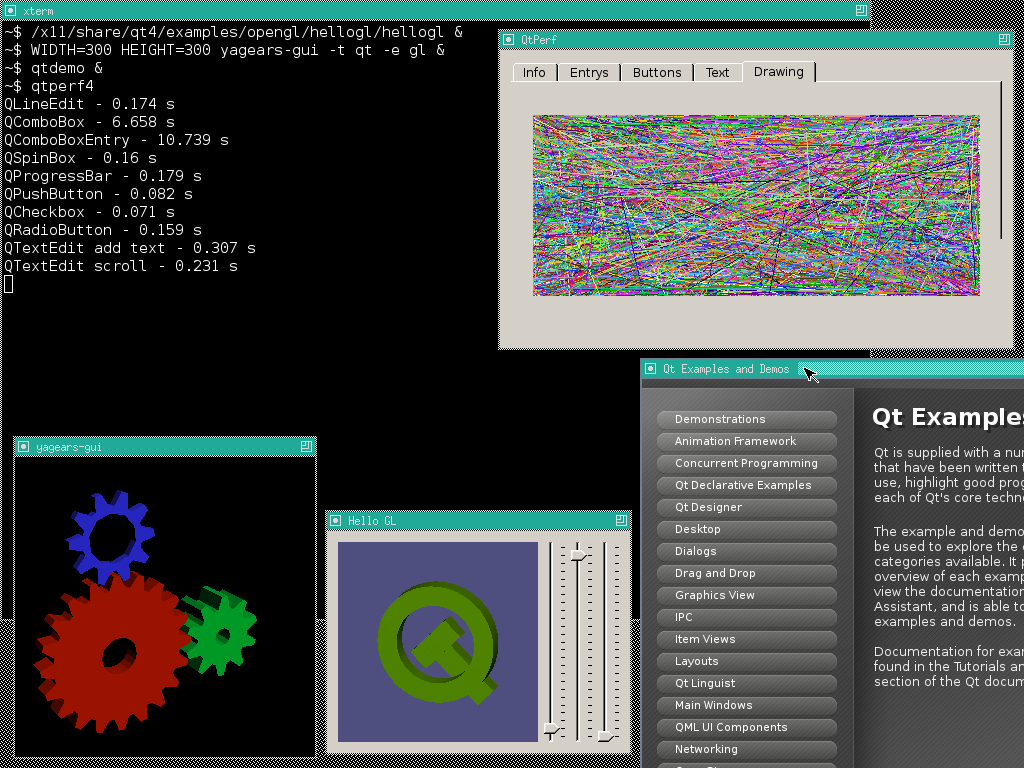 xterm
~$ /x11/share/qt4/examples/opengl/hellogl/hellogl &
~$ WIDTH=300 HEIGHT=300 yagears-gui -t qt -e gl &
~$ qtdemo &
~$ qtperf4
QLineEdit - 0.174 s
QComboBox - 6.658 s
QComboBoxEntry - 10.739 s
QSpinBox - 0.16 s
QProgressBar - 0.179 s
QPushButton - 0.082 s
QCheckbox - 0.071 s
QRadioButton - 0.159 s
QTextEdit add text - 0.307 s
QTextEdit scroll - 0.231 s
QtPerf
Info Entrys Buttons Text Drawing
yagears-gui
Hello GL
Qt Examples and Demos
Demonstrations
Animation Framework
Concurrent Programming
Qt Declarative Examples
Qt Designer
Desktop
Dialogs
Drag and Drop
Graphics View
IPC
Item Views
Layouts
Qt Linguist
Main Windows
QML UI Components
Networking
Qt Examples
Qt is supplied with a num
that have been written t
use, highlight good prog
each of Qt's core techn
The example and demo
be used to explore the
categories available. It p
overview of each examp
view the documentation
Assistant, and is able to
examples and demos.
Documentation for exam
found in the Tutorials an
section of the Qt docum